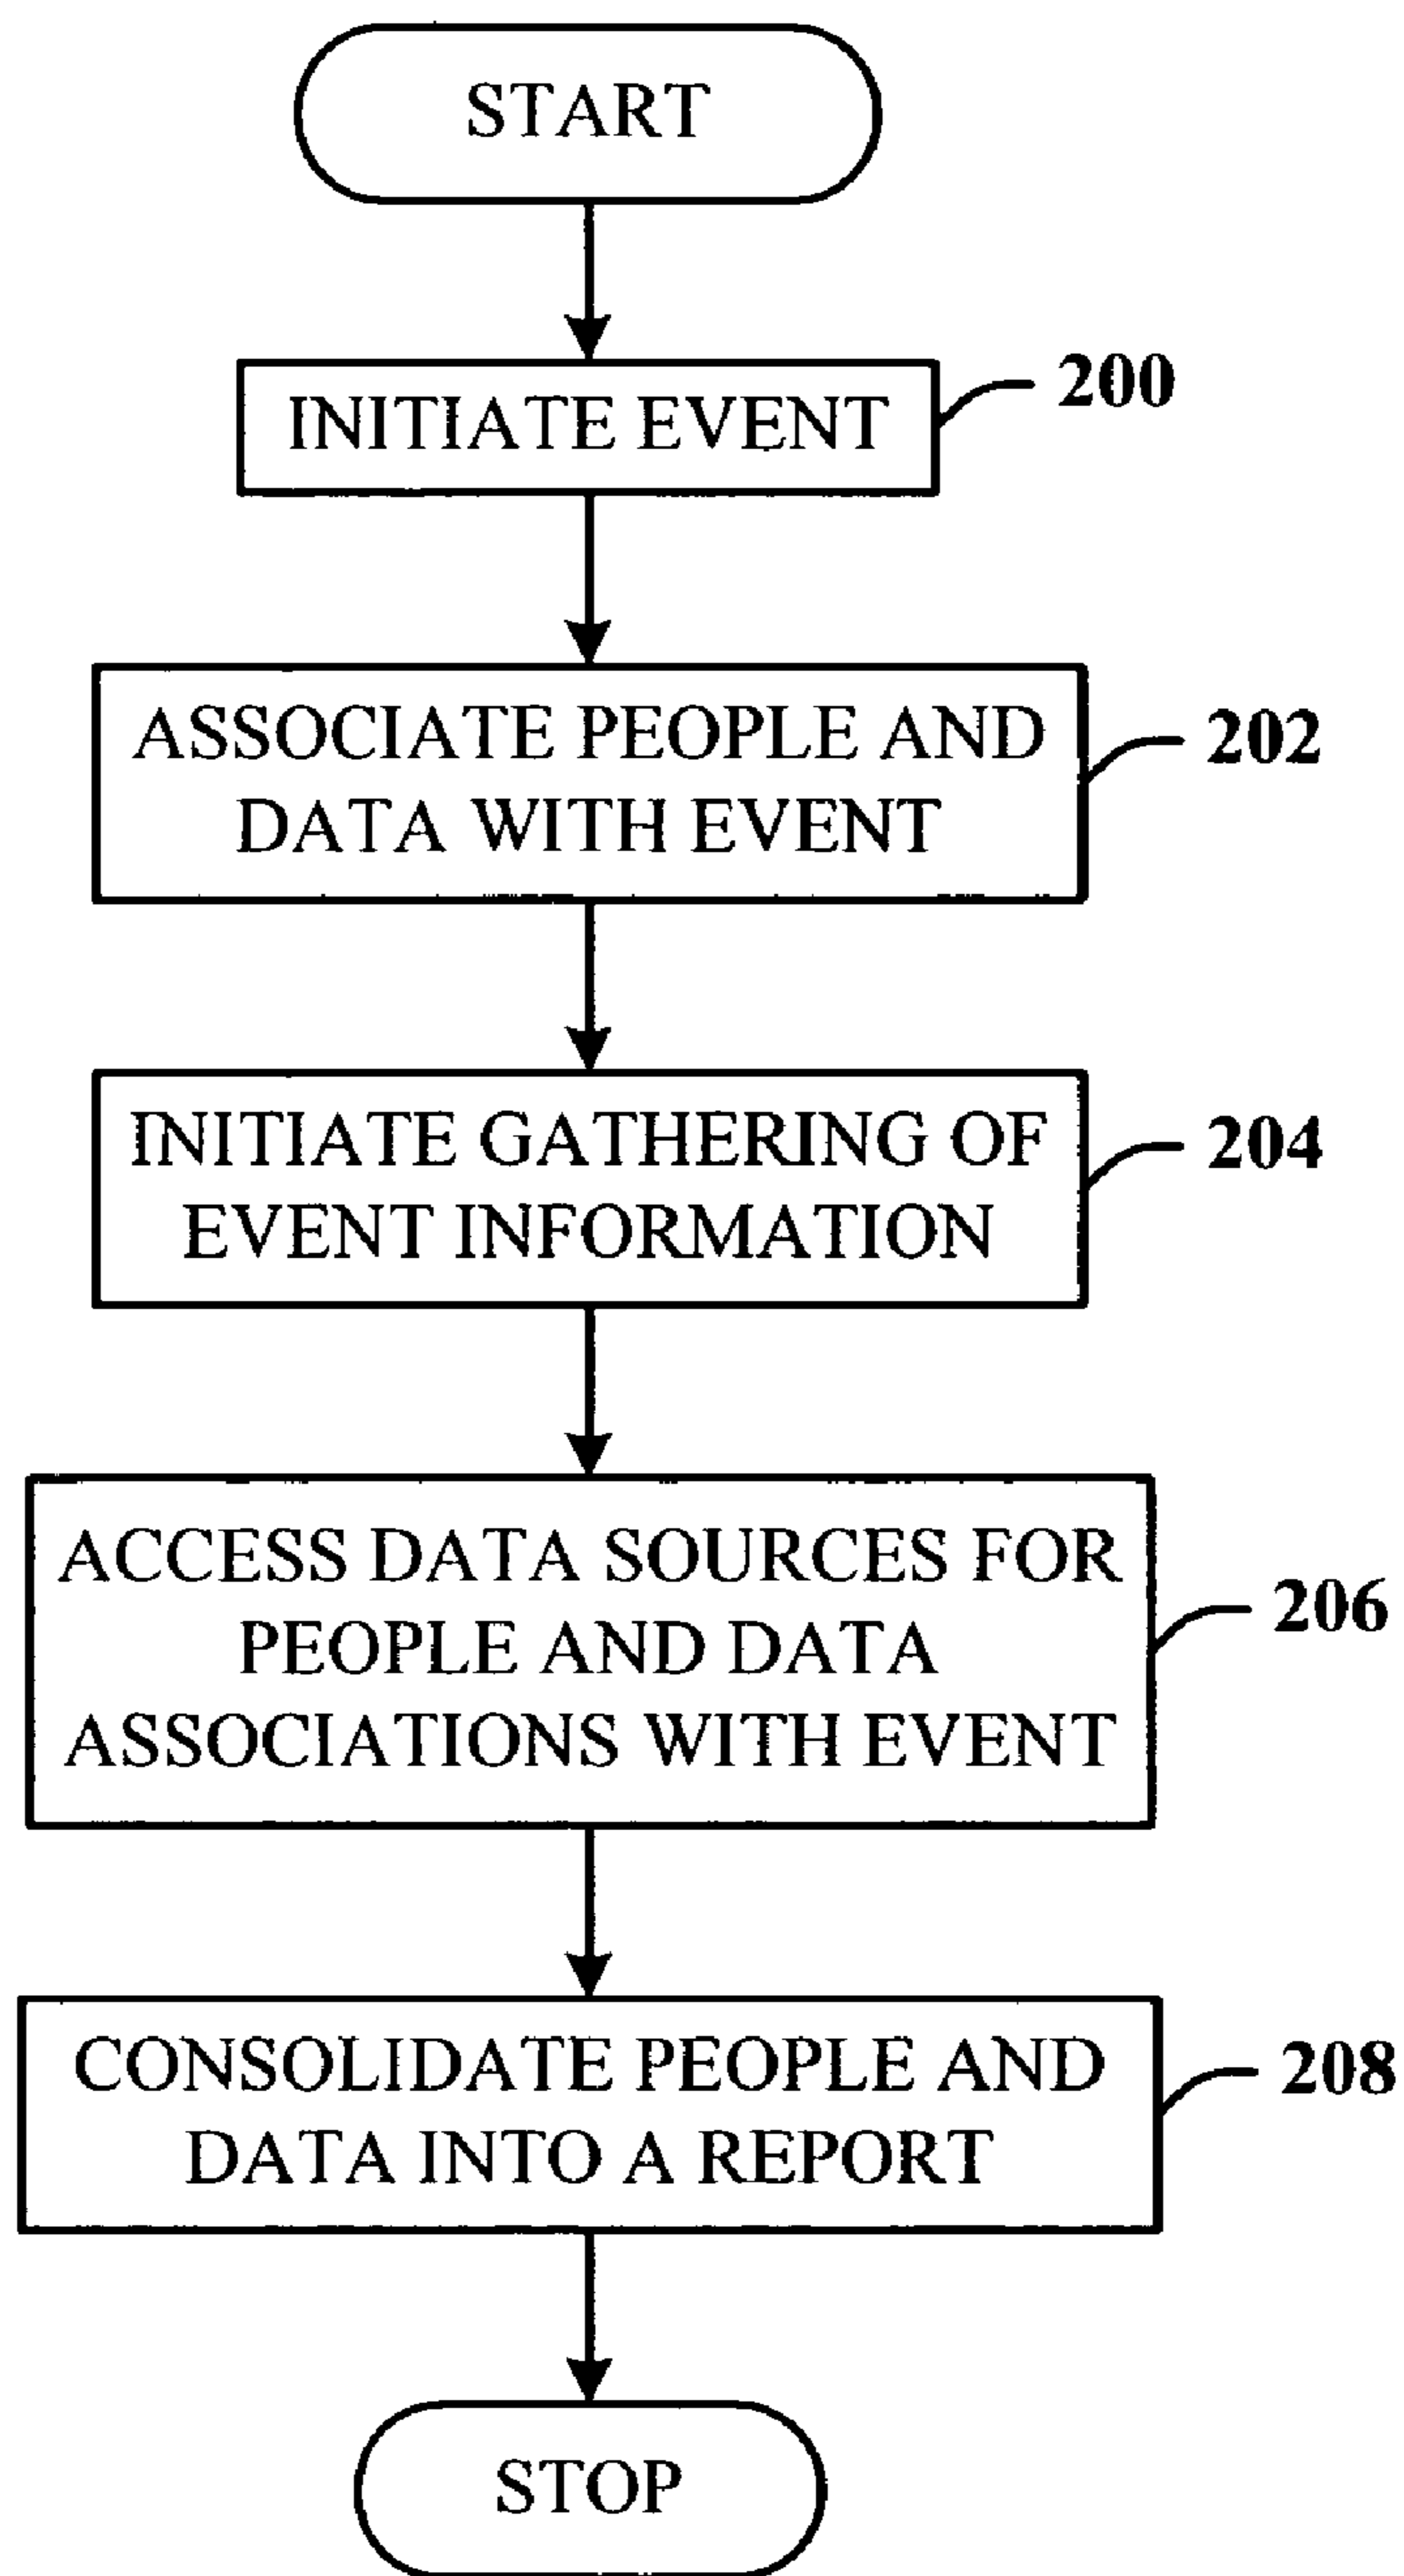 START
INITIATE EVENT
200
ASSOCIATE PEOPLE AND
DATA WITH EVENT
202
INITIATE GATHERING OF
EVENT INFORMATION
204
ACCESS DATA SOURCES FOR
PEOPLE AND DATA
ASSOCIATIONS WITH EVENT
206
CONSOLIDATE PEOPLE AND
DATA INTO A REPORT
208
STOP